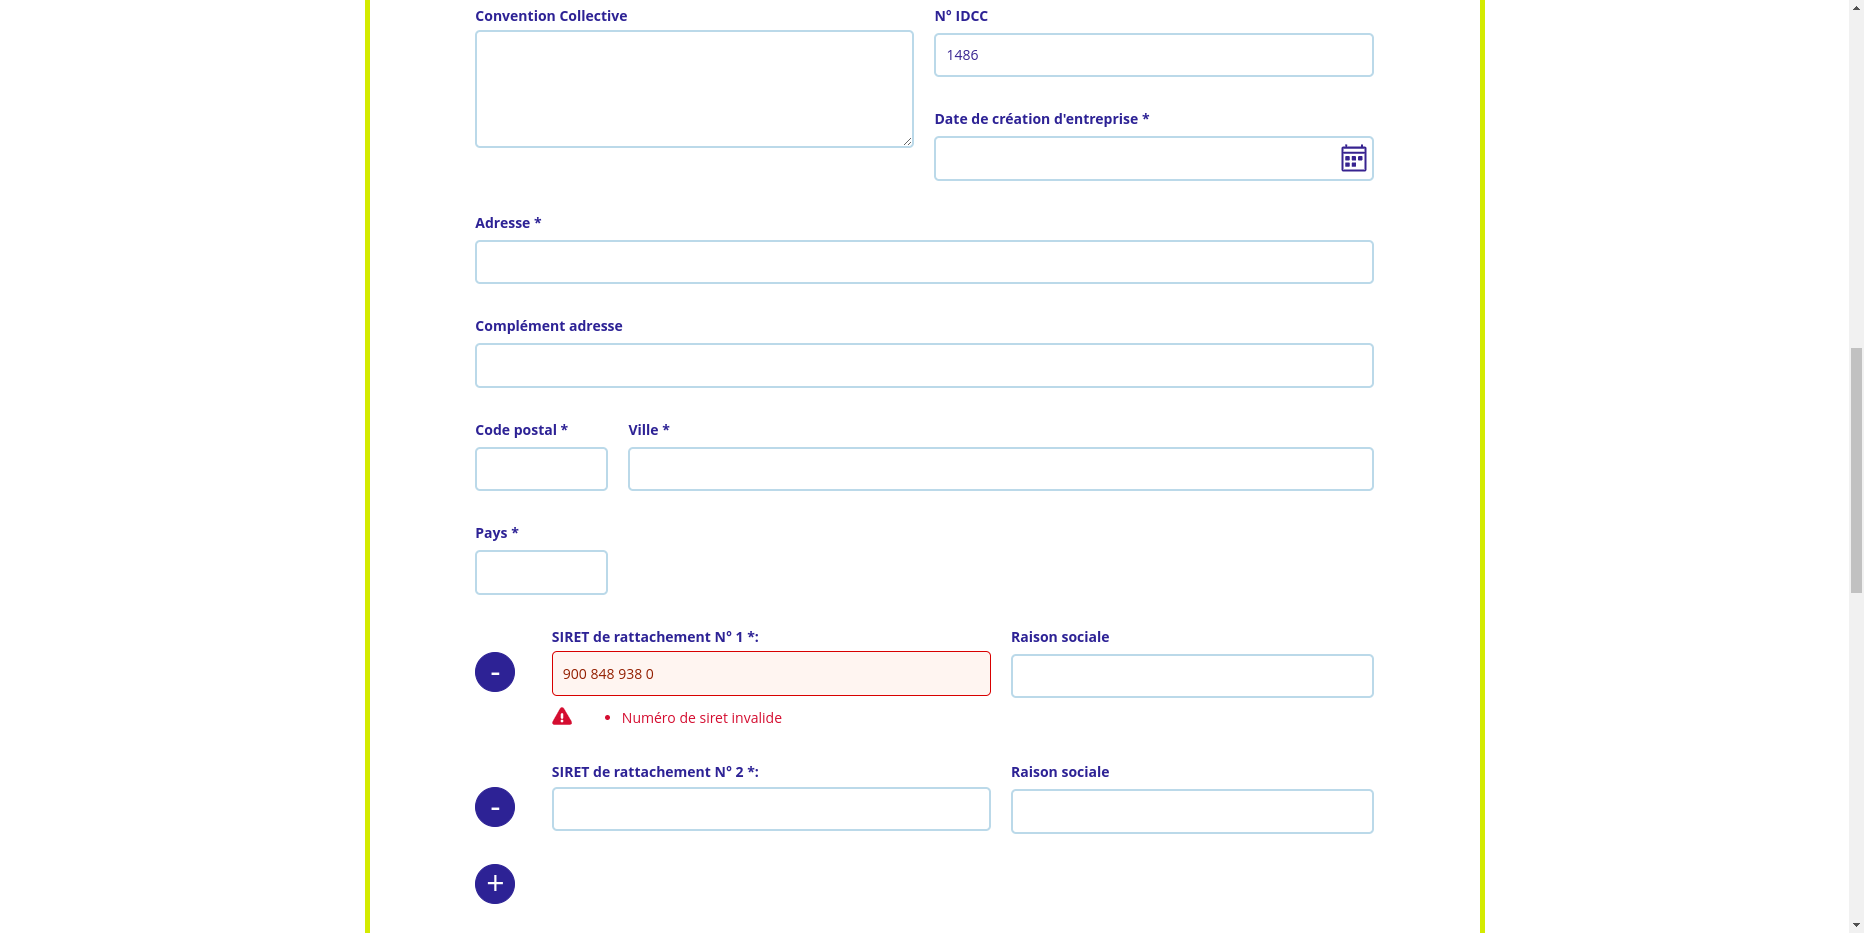 Convention Collective
N° IDCC
1486
Date de création d'entreprise *
Adresse *
Complément adresse
Code postal *
Ville *
Pays *
SIRET de rattachement N° 1 *:
Raison sociale
-
900 848 938 0
Numéro de siret invalide
SIRET de rattachement N° 2 *:
Raison sociale
-
+